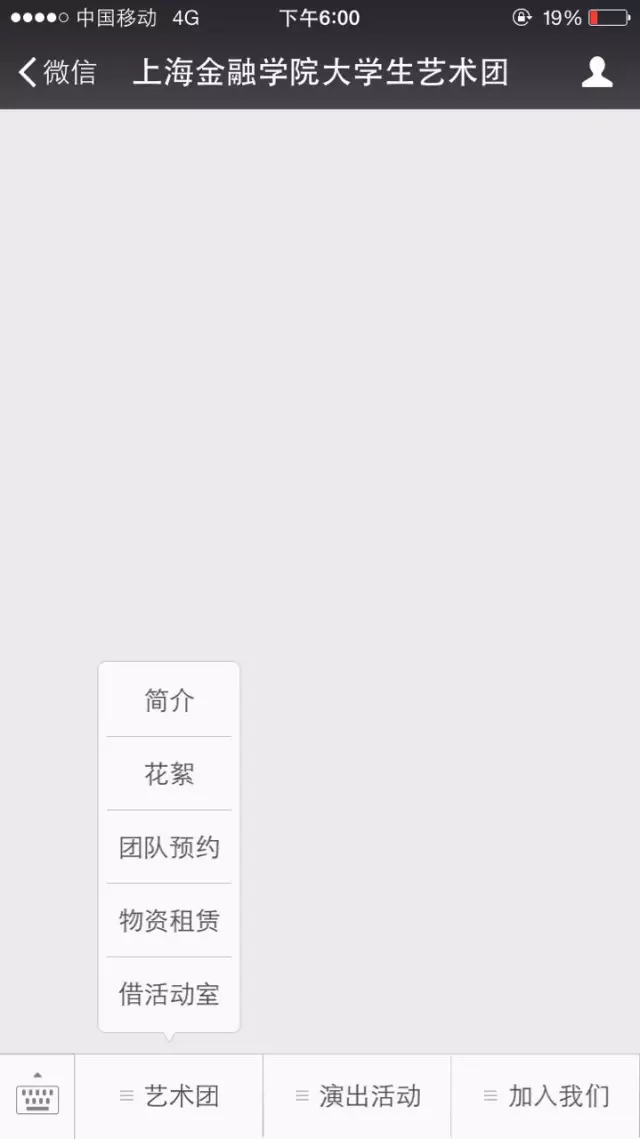 中国移动 4G 下午6:00 19%
微信 上海金融学院大学生艺术团
简介
花絮
团队预约
物资租赁
借活动室
艺术团 演出活动 加入我们